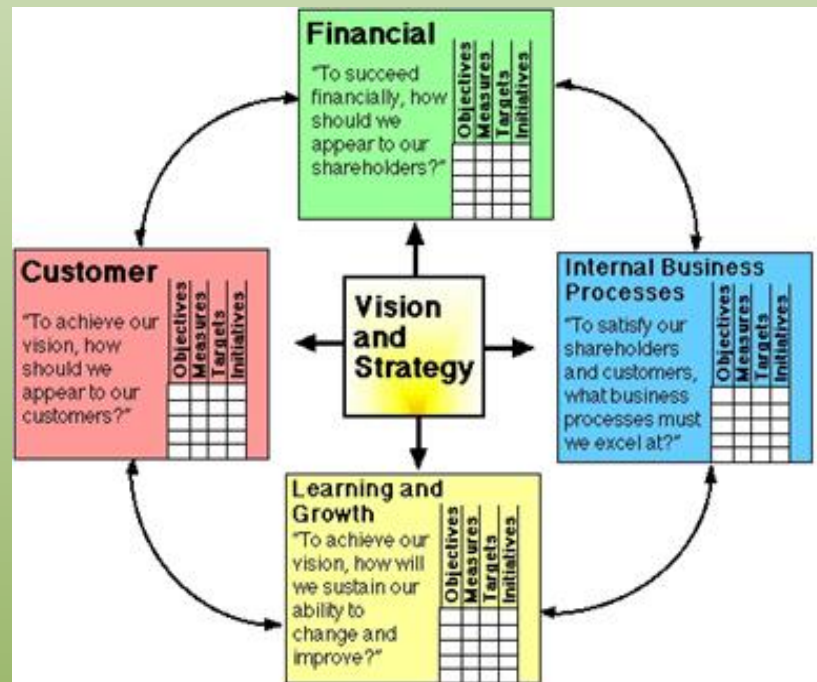 Financial
"To succeed
financially, how
should we
appear to our
shareholders?"
Objectives
Measures
Targets
Initiatives
Customer
"To achieve our
vision, how
should we
appear to our
customers?"
Objectives
Measures
Targets
Initiatives
Vision
and
Strategy
Internal Business
Processes
"To satisfy our
shareholders
and customers,
what business
processes must
we excel at?"
Objectives
Measures
Targets
Initiatives
Learning and
Growth
"To achieve our
vision, how will
we sustain our
ability to
change and
improve?"
Objectives
Measures
Targets
Initiatives